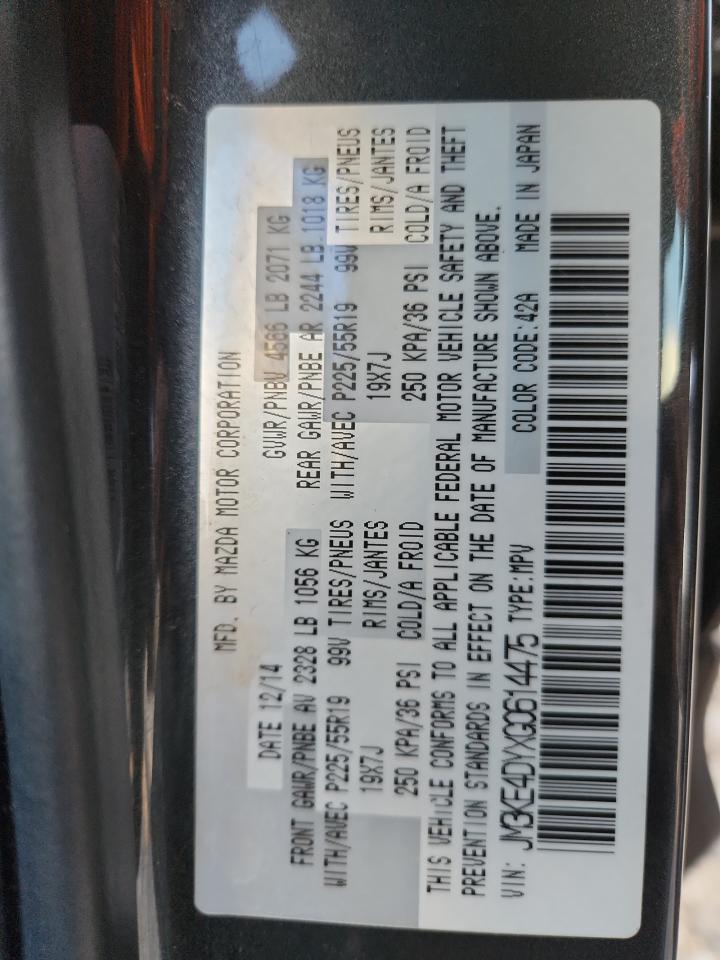 MFD. BY MAZDA MOTOR CORPORATION
DATE 12/14 GVWR/PNBV 4566 LB 2071 KG
FRONT GAWR/PNBE AV 2328 LB 1056 KG REAR GAWR/PNBE AR 2244 LB 1018 KG
WITH/AVEC P225/55R19 99V TIRES/PNEUS WITH/AVEC P225/55R19 99V TIRES/PNEUS
19X7J RIMS/JANTES 19X7J RIMS/JANTES
250 KPA/36 PSI COLD/A FROID 250 KPA/36 PSI COLD/A FROID
THIS VEHICLE CONFORMS TO ALL APPLICABLE FEDERAL MOTOR VEHICLE SAFETY AND THEFT
PREVENTION STANDARDS IN EFFECT ON THE DATE OF MANUFACTURE SHOWN ABOVE.
VIN: JM3KE4DYXG0614475 TYPE:MPV COLOR CODE:42A MADE IN JAPAN